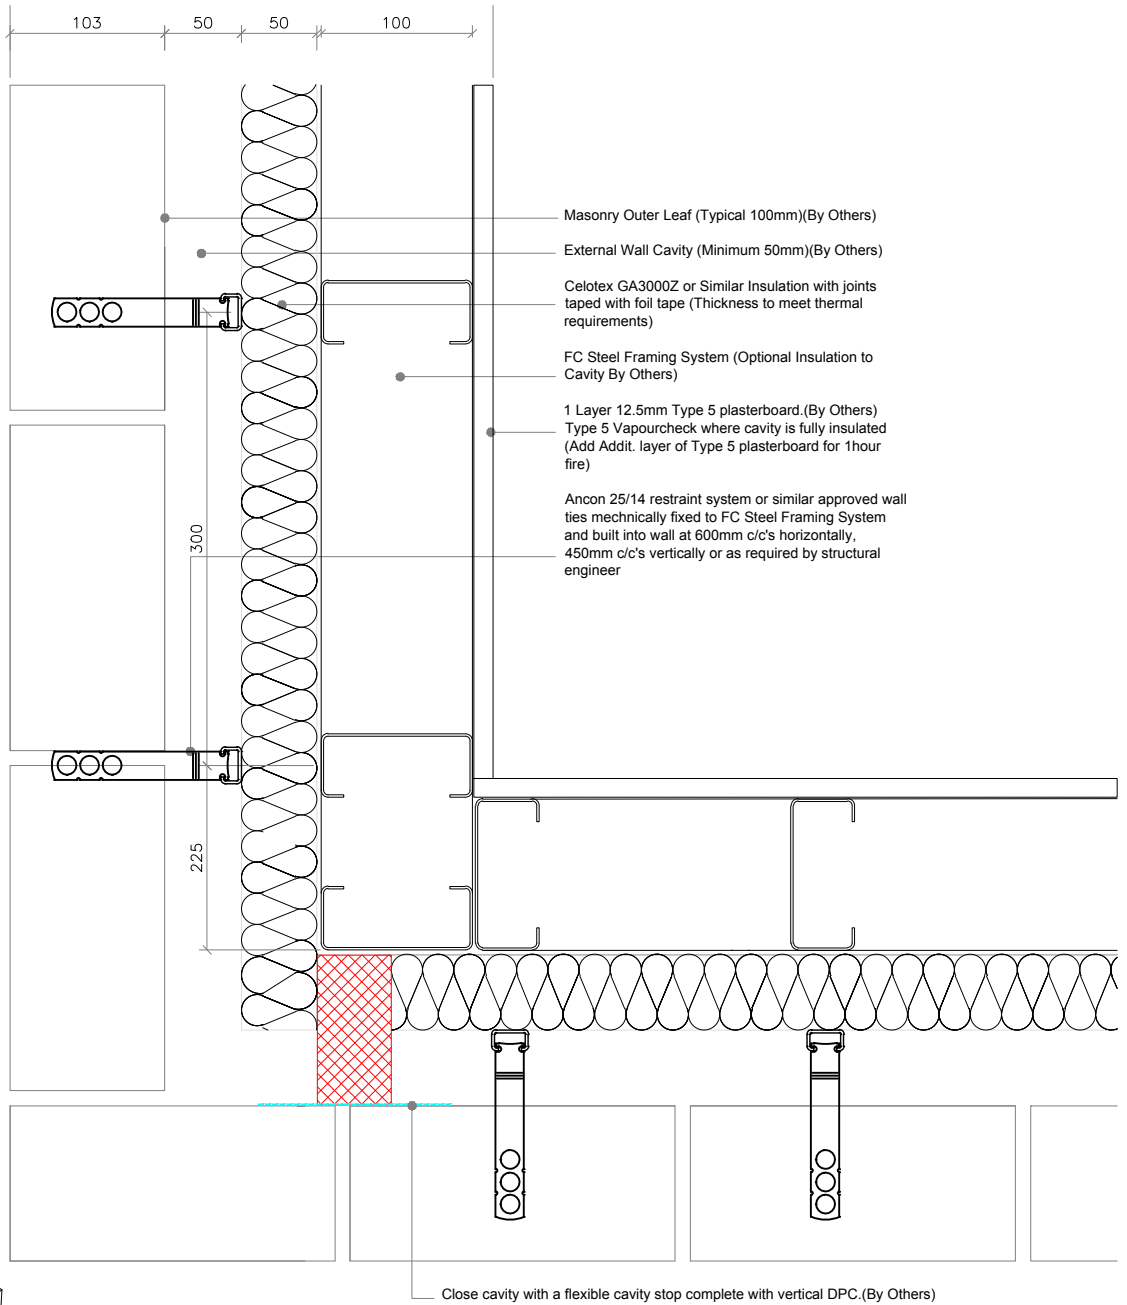 103
50
50
100
Masonry Outer Leaf (Typical 100mm)(By Others)
External Wall Cavity (Minimum 50mm)(By Others)
Celotex GA3000Z or Similar Insulation with joints
taped with foil tape (Thickness to meet thermal
requirements)
FC Steel Framing System (Optional Insulation to
Cavity By Others)
1 Layer 12.5mm Type 5 plasterboard.(By Others)
Type 5 Vapourcheck where cavity is fully insulated
(Add Addit. layer of Type 5 plasterboard for 1hour
fire)
Ancon 25/14 restraint system or similar approved wall
ties mechnically fixed to FC Steel Framing System
and built into wall at 600mm c/c's horizontally,
450mm c/c's vertically or as required by structural
engineer
300
225
Close cavity with a flexible cavity stop complete with vertical DPC.(By Others)